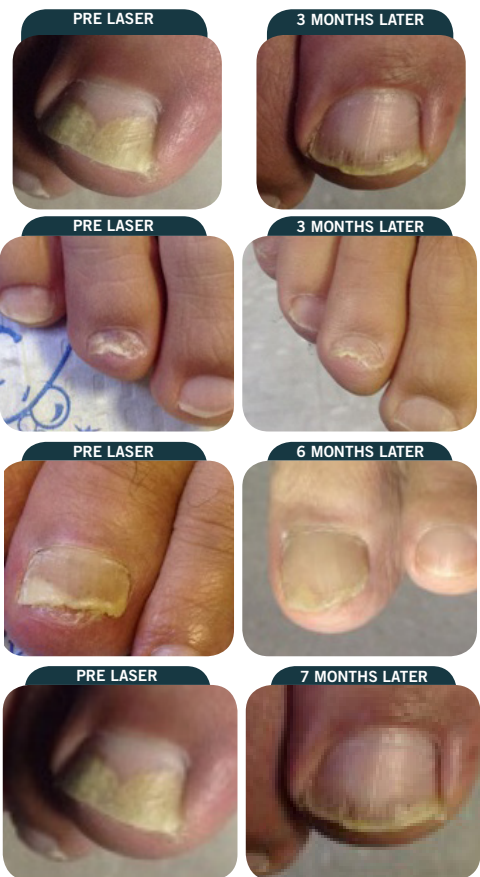 PRE LASER
3 MONTHS LATER
PRE LASER
3 MONTHS LATER
PRE LASER
6 MONTHS LATER
PRE LASER
7 MONTHS LATER